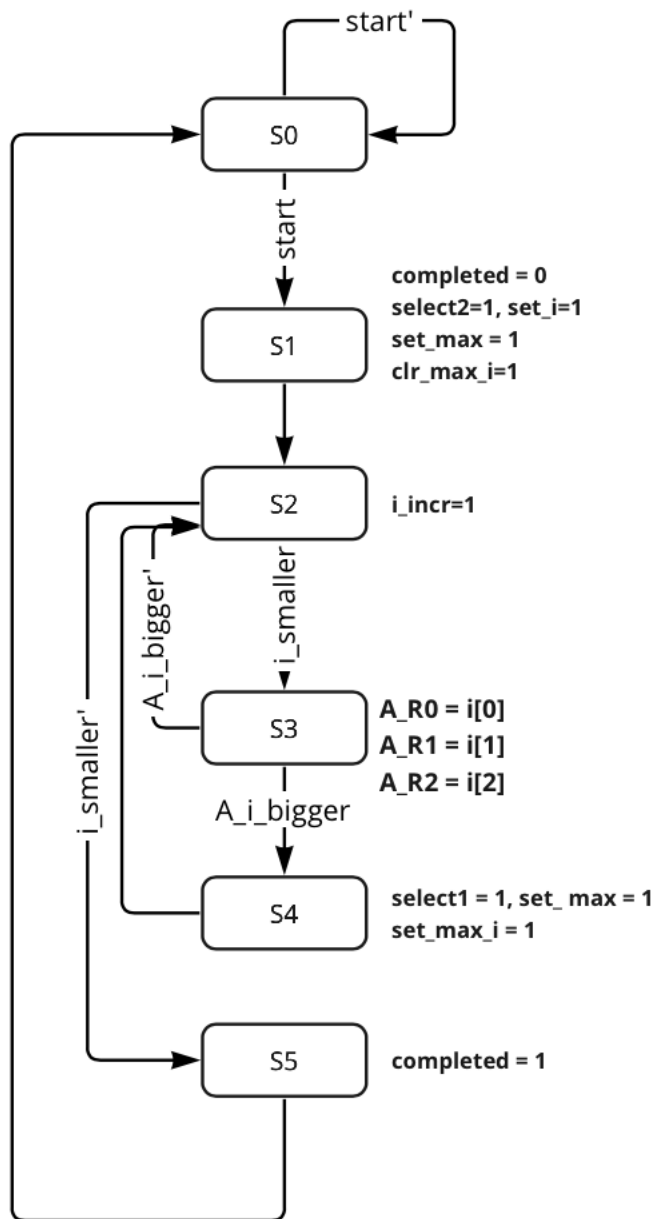 start'
S0
start
completed = 0
select2=1, set_i=1
S1
set_max = 1
clr_max_i=1
S2
i_incr=1
A_i_bigger'
i_smaller
i_smaller'
S3
A_R0 = i[0]
A_R1 = i[1]
A_R2 = i[2]
A_i_bigger
S4
select1 = 1, set_ max = 1
set_max_i = 1
S5
completed = 1